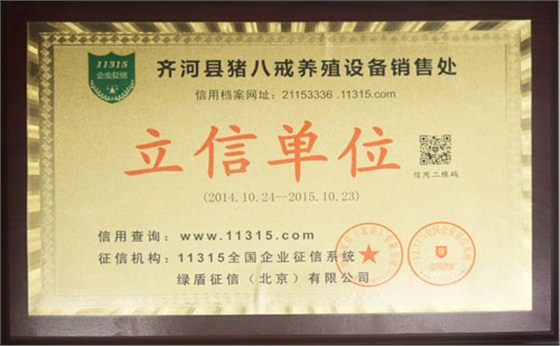 11315
企业征信
齐河县猪八戒养殖设备销售处
信用档案网址：21153336 .11315.com
立信单位
信用二维码
(2014.10.24--2015.10.23)
信用查询：www.11315.com
征信机构：11315全国企业征信系统
绿盾征信（北京）有限公司